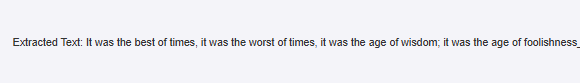 Extracted Text: It was the best of times, it was the worst of times, it was the age of wisdom; it was the age of foolishness_